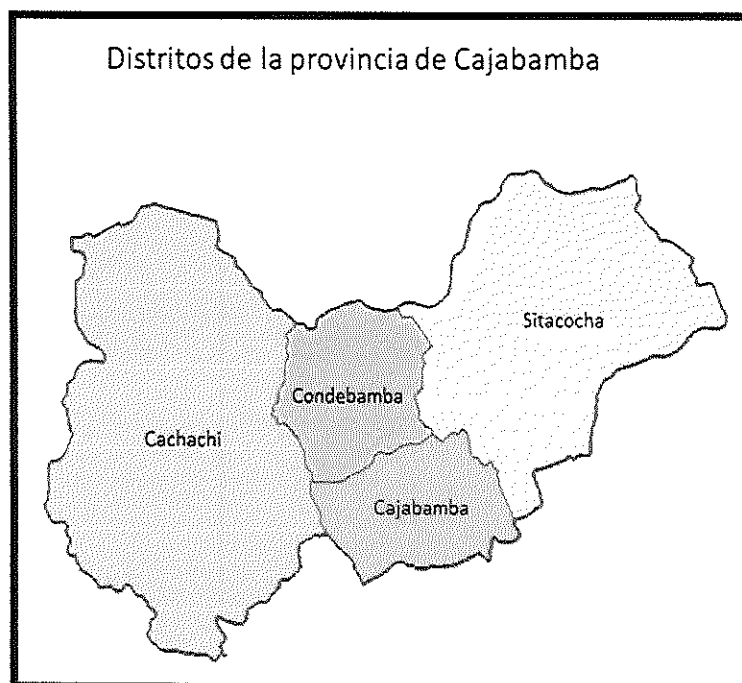 Distritos de la provincia de Cajabamba
Sitacocha
Condebamba
Cachachi
Cajabamba